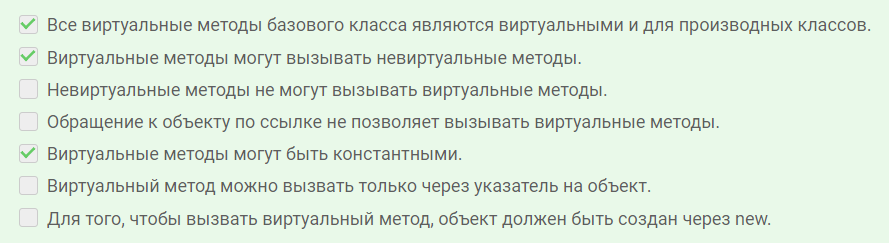 Все виртуальные методы базового класса являются виртуальными и для производных классов.
Виртуальные методы могут вызывать невиртуальные методы.
Невиртуальные методы не могут вызывать виртуальные методы.
Обращение к объекту по ссылке не позволяет вызывать виртуальные методы.
Виртуальные методы могут быть константными.
Виртуальный метод можно вызвать только через указатель на объект.
Для того, чтобы вызвать виртуальный метод, объект должен быть создан через new.